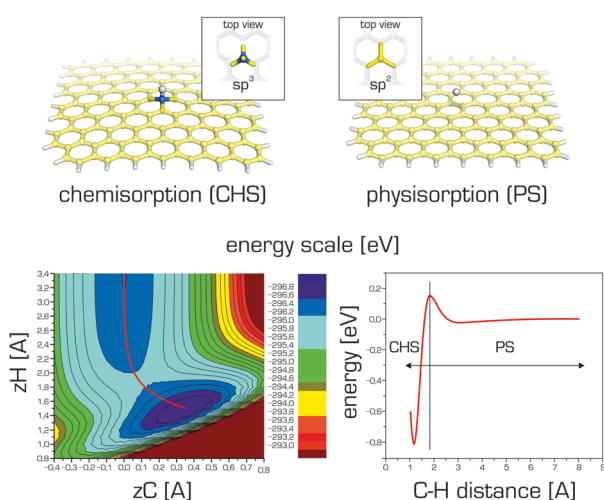 top view
sp3
top view
sp2
chemisorption (CHS)
physisorption (PS)
energy scale [eV]
zH [A]
3,4
3,2
3,0
2,8
2,6
2,4
2,2
2,0
1,8
1,6
1,4
1,2
1,0
0,8
-0,4 -0,3 -0,2 -0,1 0,0 0,1 0,2 0,3 0,4 0,5 0,6 0,7 0,8
zC [A]
-296,8
-296,6
-296,4
-296,2
-296,0
-295,8
-295,6
-295,4
-295,2
-295,0
-294,8
-294,6
-294,4
-294,2
-294,0
-293,8
-293,6
-293,4
-293,2
-293,0
energy [eV]
0,2
0,0
-0,2
-0,4
-0,6
-0,8
CHS
PS
0 1 2 3 4 5 6 7 8 9
C-H distance [A]